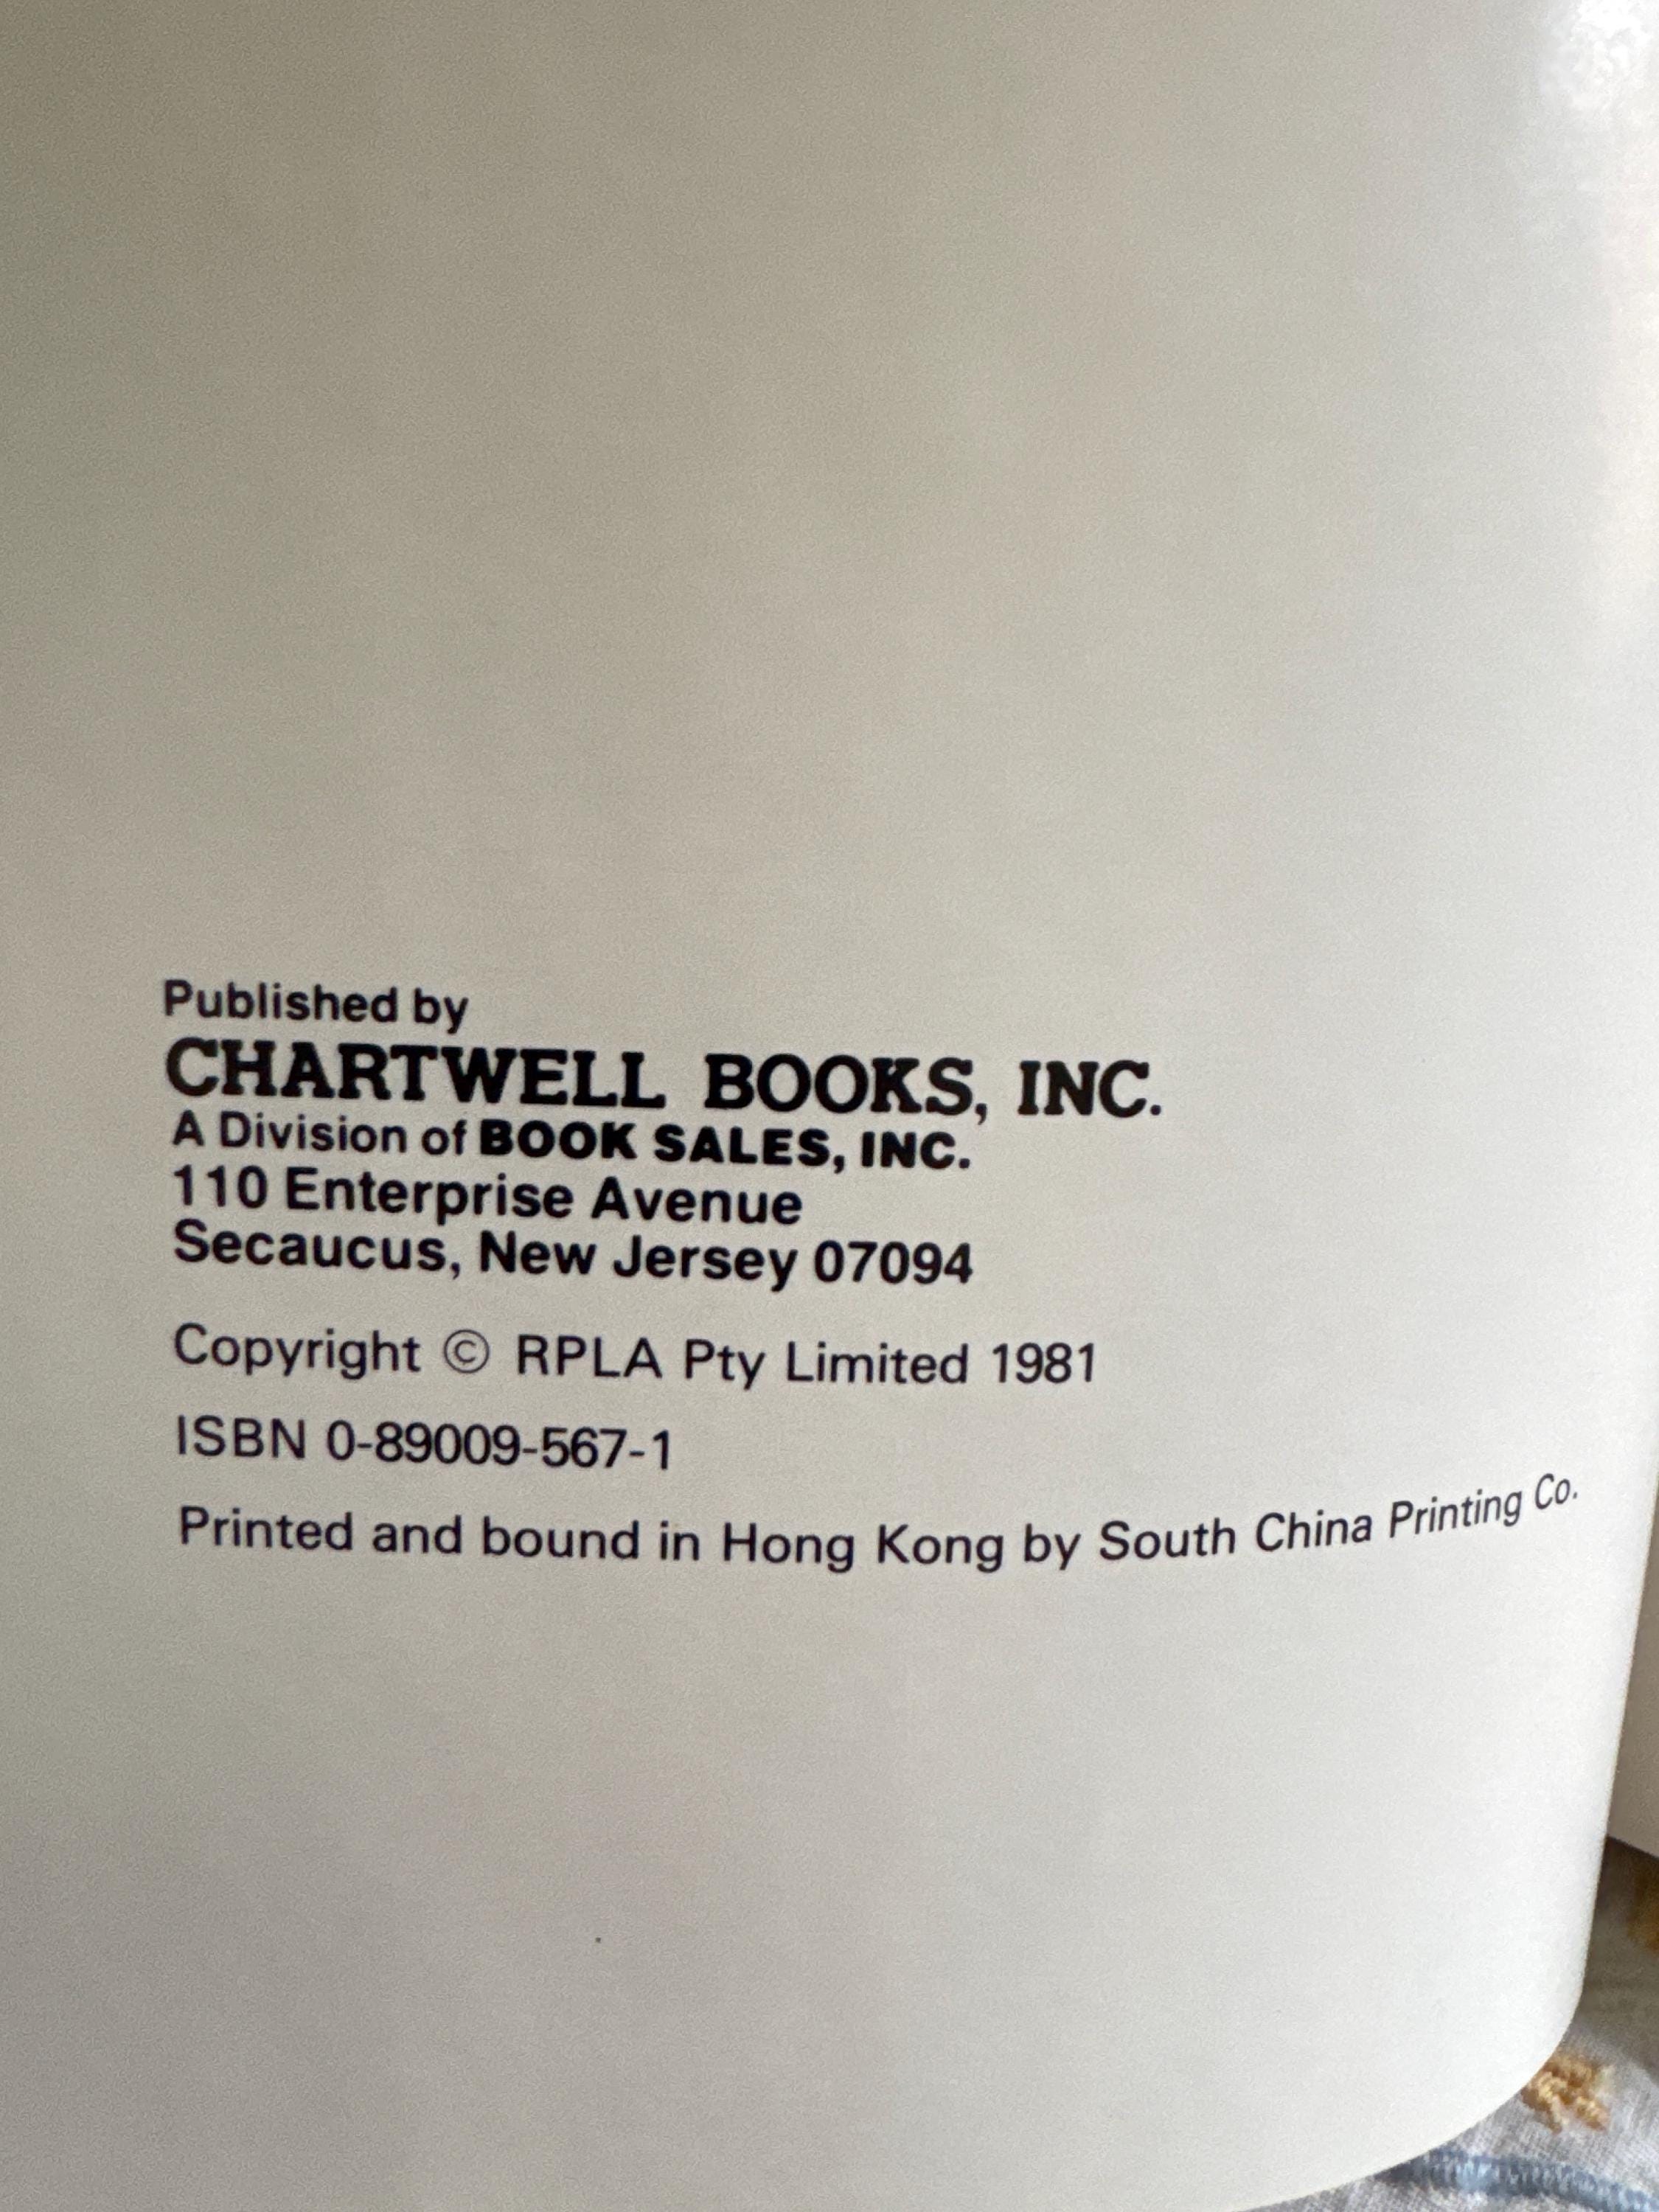 Published by
CHARTWELL BOOKS, INC.
A Division of BOOK SALES, INC.
110 Enterprise Avenue
Secaucus, New Jersey 07094
Copyright © RPLA Pty Limited 1981
ISBN 0-89009-567-1
Printed and bound in Hong Kong by South China Printing Co.